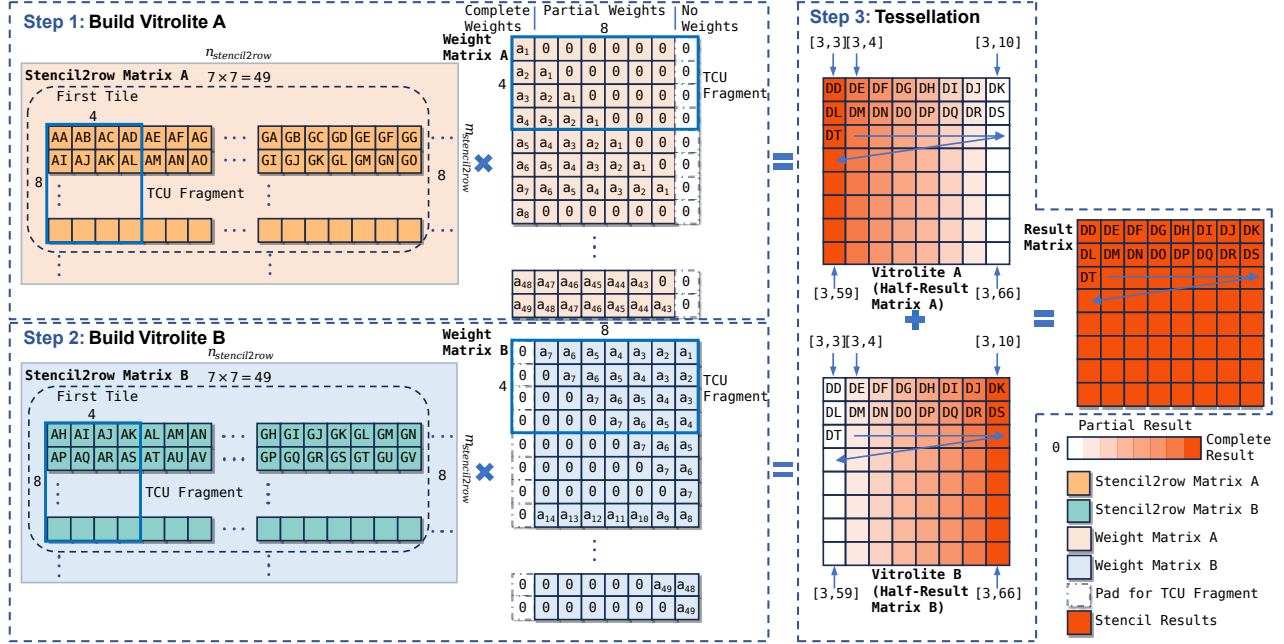 Step 1: Build Vitrolite A
Complete Weights
Partial Weights
No Weights
8
n stencil2row
Stencil2row Matrix A 7×7=49
First Tile
4
AA AB AC AD AE AF AG ··· GA GB GC GD GE GF GG ···
AI AJ AK AL AM AN AO ··· GI GJ GK GL GM GN GO
8
TCU Fragment
8
m stencil2row
Weight Matrix A
4
TCU Fragment
a1 0 0 0 0 0 0 0
a2 a1 0 0 0 0 0 0
a3 a2 a1 0 0 0 0 0
a4 a3 a2 a1 0 0 0 0
a5 a4 a3 a2 a1 0 0 0
a6 a5 a4 a3 a2 a1 0 0
a7 a6 a5 a4 a3 a2 a1 0
a8 0 0 0 0 0 0 0
a48 a47 a46 a45 a44 a43 0 0
a49 a48 a47 a46 a45 a44 a43 0
Step 2: Build Vitrolite B
n stencil2row
Stencil2row Matrix B 7×7=49
First Tile
4
AH AI AJ AK AL AM AN ··· GH GI GJ GK GL GM GN ···
AP AQ AR AS AT AU AV ··· GP GQ GR GS GT GU GV
8
TCU Fragment
8
m stencil2row
Weight Matrix B
8
4
TCU Fragment
0 a7 a6 a5 a4 a3 a2 a1
0 0 a7 a6 a5 a4 a3 a2
0 0 0 a7 a6 a5 a4 a3
0 0 0 0 a7 a6 a5 a4
0 0 0 0 0 a7 a6 a5
0 0 0 0 0 0 a7 a6
0 0 0 0 0 0 0 a7
0 a14 a13 a12 a11 a10 a9 a8
0 0 0 0 0 0 a49 a48
0 0 0 0 0 0 0 a49
Step 3: Tessellation
[3,3] [3,4] [3,10]
DD DE DF DG DH DI DJ DK
DL DM DN DO DP DQ DR DS
DT
[3,59] [3,66]
Vitrolite A
(Half-Result
Matrix A)
+
[3,3] [3,4] [3,10]
DD DE DF DG DH DI DJ DK
DL DM DN DO DP DQ DR DS
DT
[3,59] [3,66]
Vitrolite B
(Half-Result
Matrix B)
Result Matrix
DD DE DF DG DH DI DJ DK
DL DM DN DO DP DQ DR DS
DT
Partial Result
0
Complete Result
Stencil2row Matrix A
Stencil2row Matrix B
Weight Matrix A
Weight Matrix B
Pad for TCU Fragment
Stencil Results